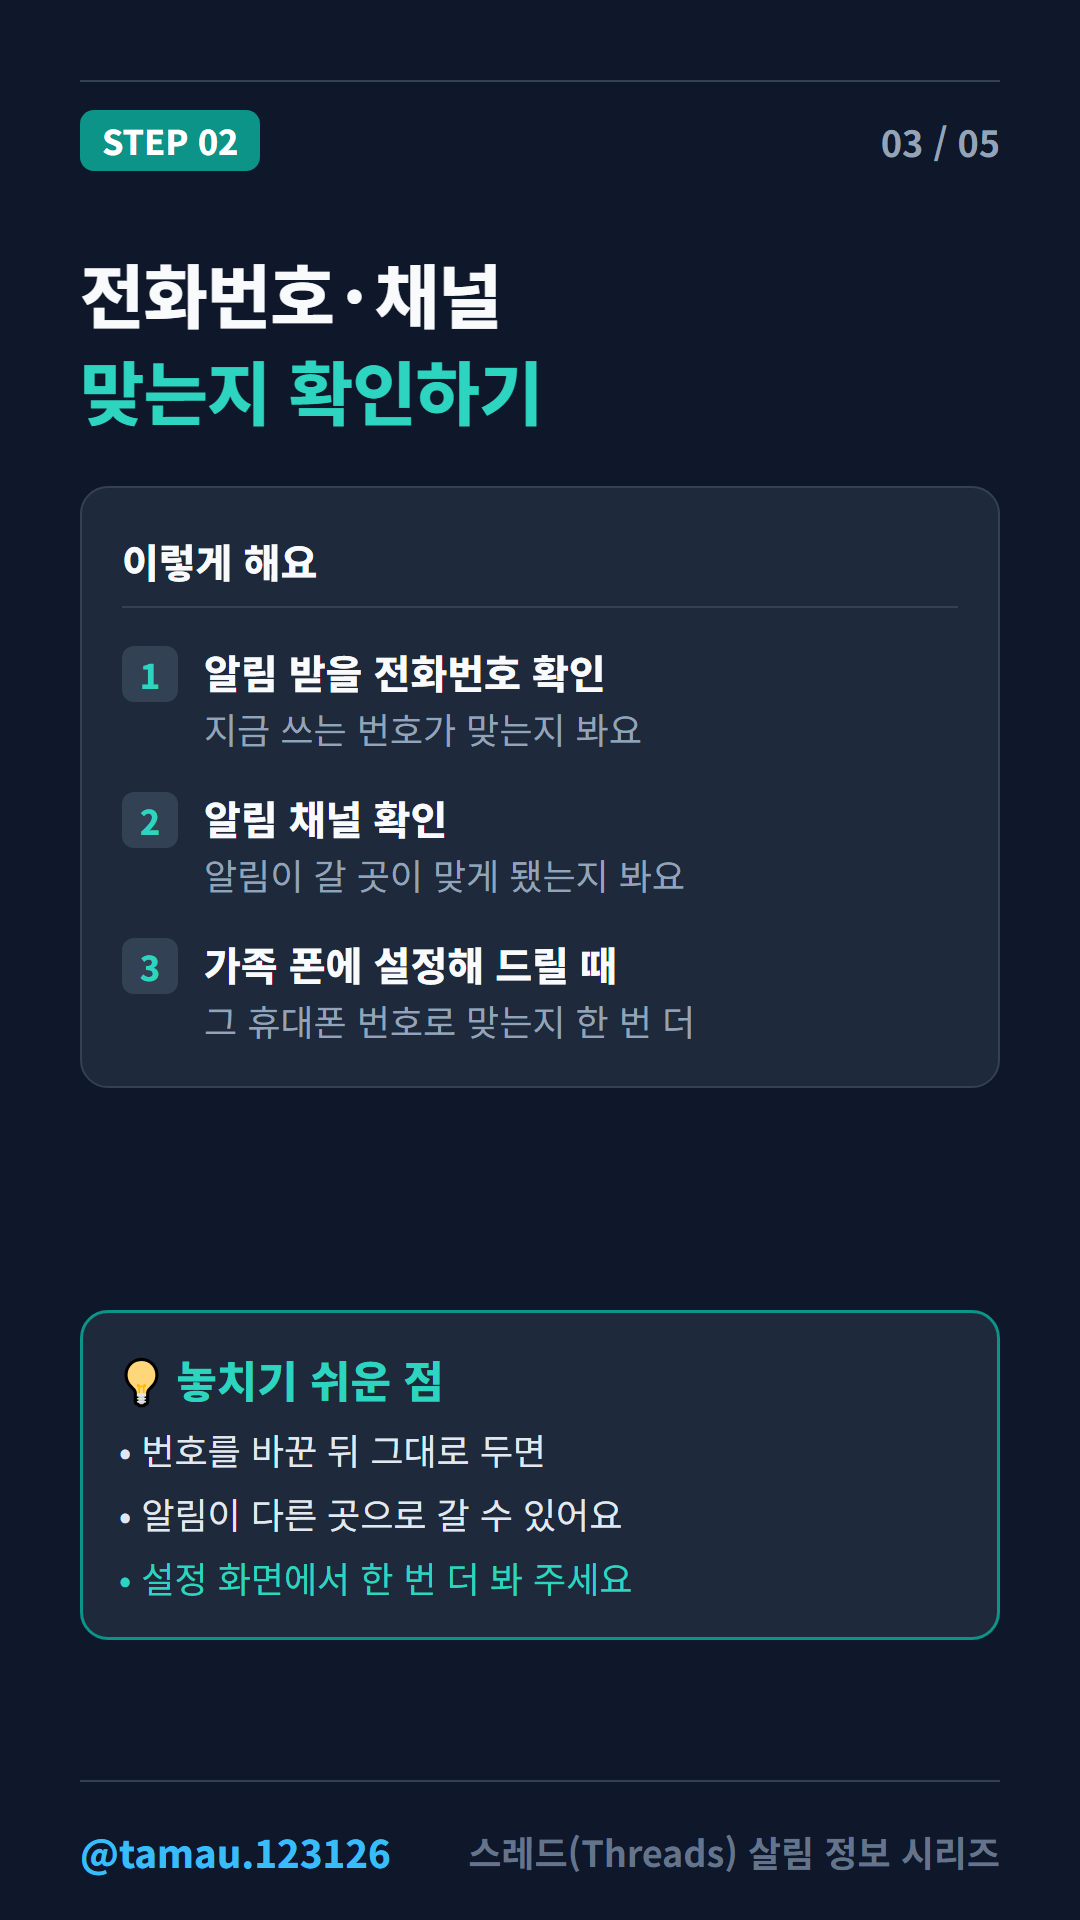 STEP 02
03 / 05
전화번호·채널
맞는지 확인하기
이렇게 해요
1 알림 받을 전화번호 확인
지금 쓰는 번호가 맞는지 봐요
2 알림 채널 확인
알림이 갈 곳이 맞게 됐는지 봐요
3 가족 폰에 설정해 드릴 때
그 휴대폰 번호로 맞는지 한 번 더
💡 놓치기 쉬운 점
• 번호를 바꾼 뒤 그대로 두면
• 알림이 다른 곳으로 갈 수 있어요
• 설정 화면에서 한 번 더 봐 주세요
@tamau.123126
스레드(Threads) 살림 정보 시리즈